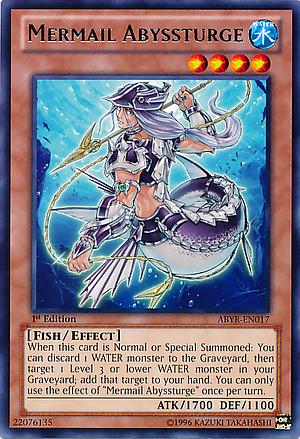 MERMAIL ABYSSTURGE
WATER
水
1st Edition
ABYR-EN017
[FISH/EFFECT]
When this card is Normal or Special Summoned: You
can discard 1 WATER monster to the Graveyard, then
target 1 Level 3 or lower WATER monster in
your Graveyard; add that target to your hand. You can only
use the effect of "Mermail Abyssturge" once per turn.
ATK/1700 DEF/1100
22076135
©1996 KAZUKI TAKAHASHI